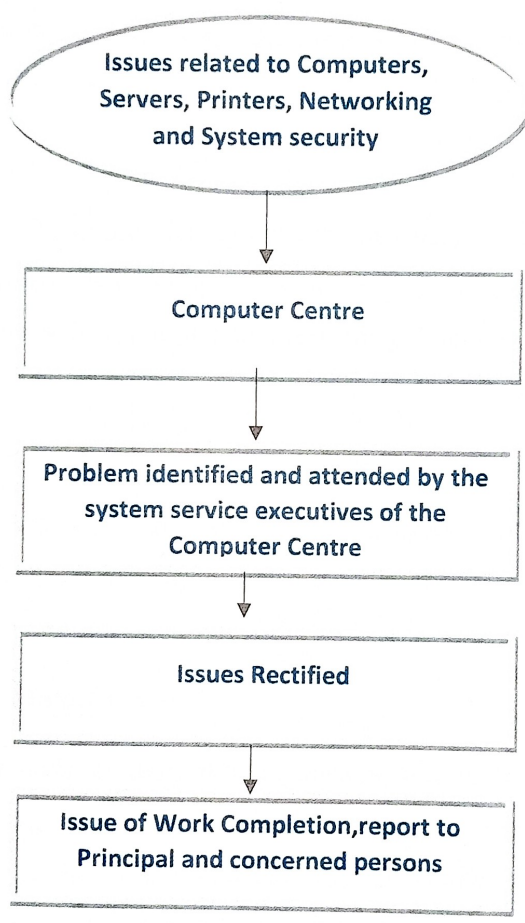 Issues related to Computers,
Servers, Printers, Networking
and System security
Computer Centre
Problem identified and attended by the
system service executives of the
Computer Centre
Issues Rectified
Issue of Work Completion,report to
Principal and concerned persons